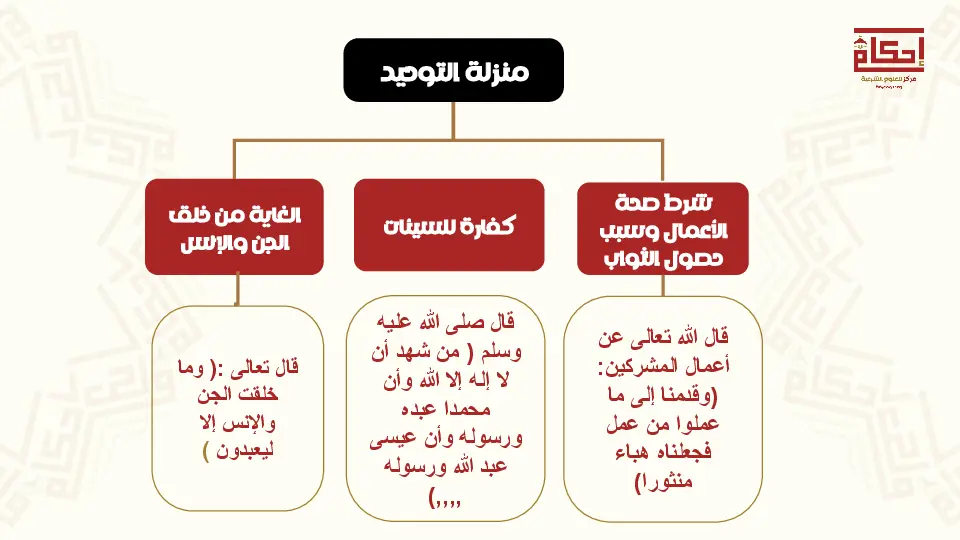 إحكام
مركز للعلوم الشرعية
منزلة التوحيد
شرط صحة
الأعمال وسبب
حصول الثواب
كفارة للسيئات
الغاية من خلق
الجن والإنس
قال الله تعالى عن
أعمال المشركين:
(وقدمنا إلى ما
عملوا من عمل
فجعلناه هباء
منثورا)
قال صلى الله عليه
وسلم ( من شهد أن
لا إله إلا الله وأن
محمدا عبده
ورسوله وأن عيسى
عبد الله ورسوله
,,,,)
قال تعالى :( وما
خلقت الجن
والإنس إلا
ليعبدون )